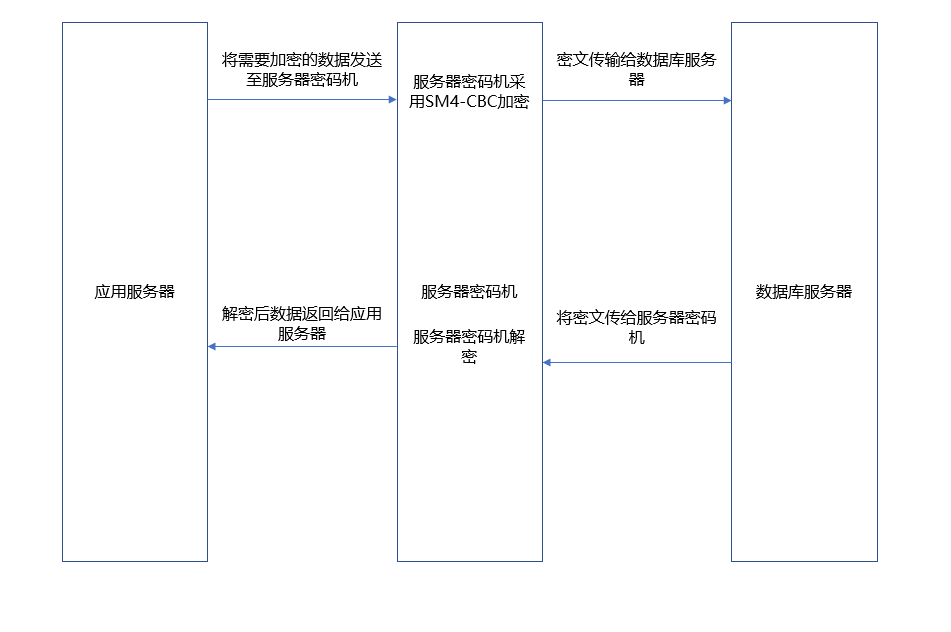 将需要加密的数据发送
至服务器密码机
服务器密码机采
用SM4-CBC加密
密文传输给数据库服务
器
应用服务器
服务器密码机
数据库服务器
解密后数据返回给应用
服务器
服务器密码机解
密
将密文传给服务器密码
机